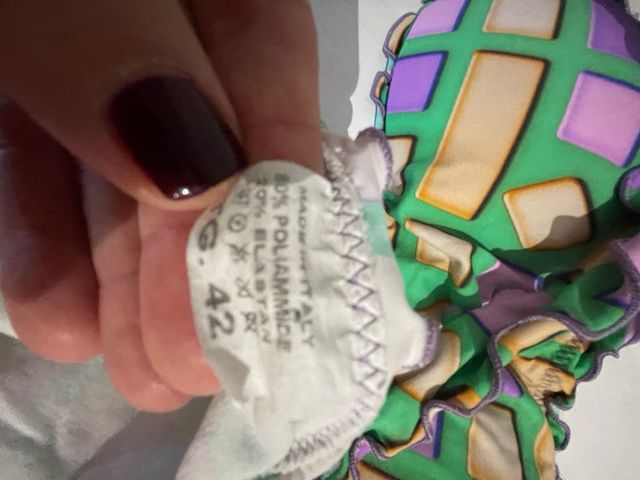 MADE IN ITALY
80% POLIAMMIDE
20% ELASTAN
TG. 42